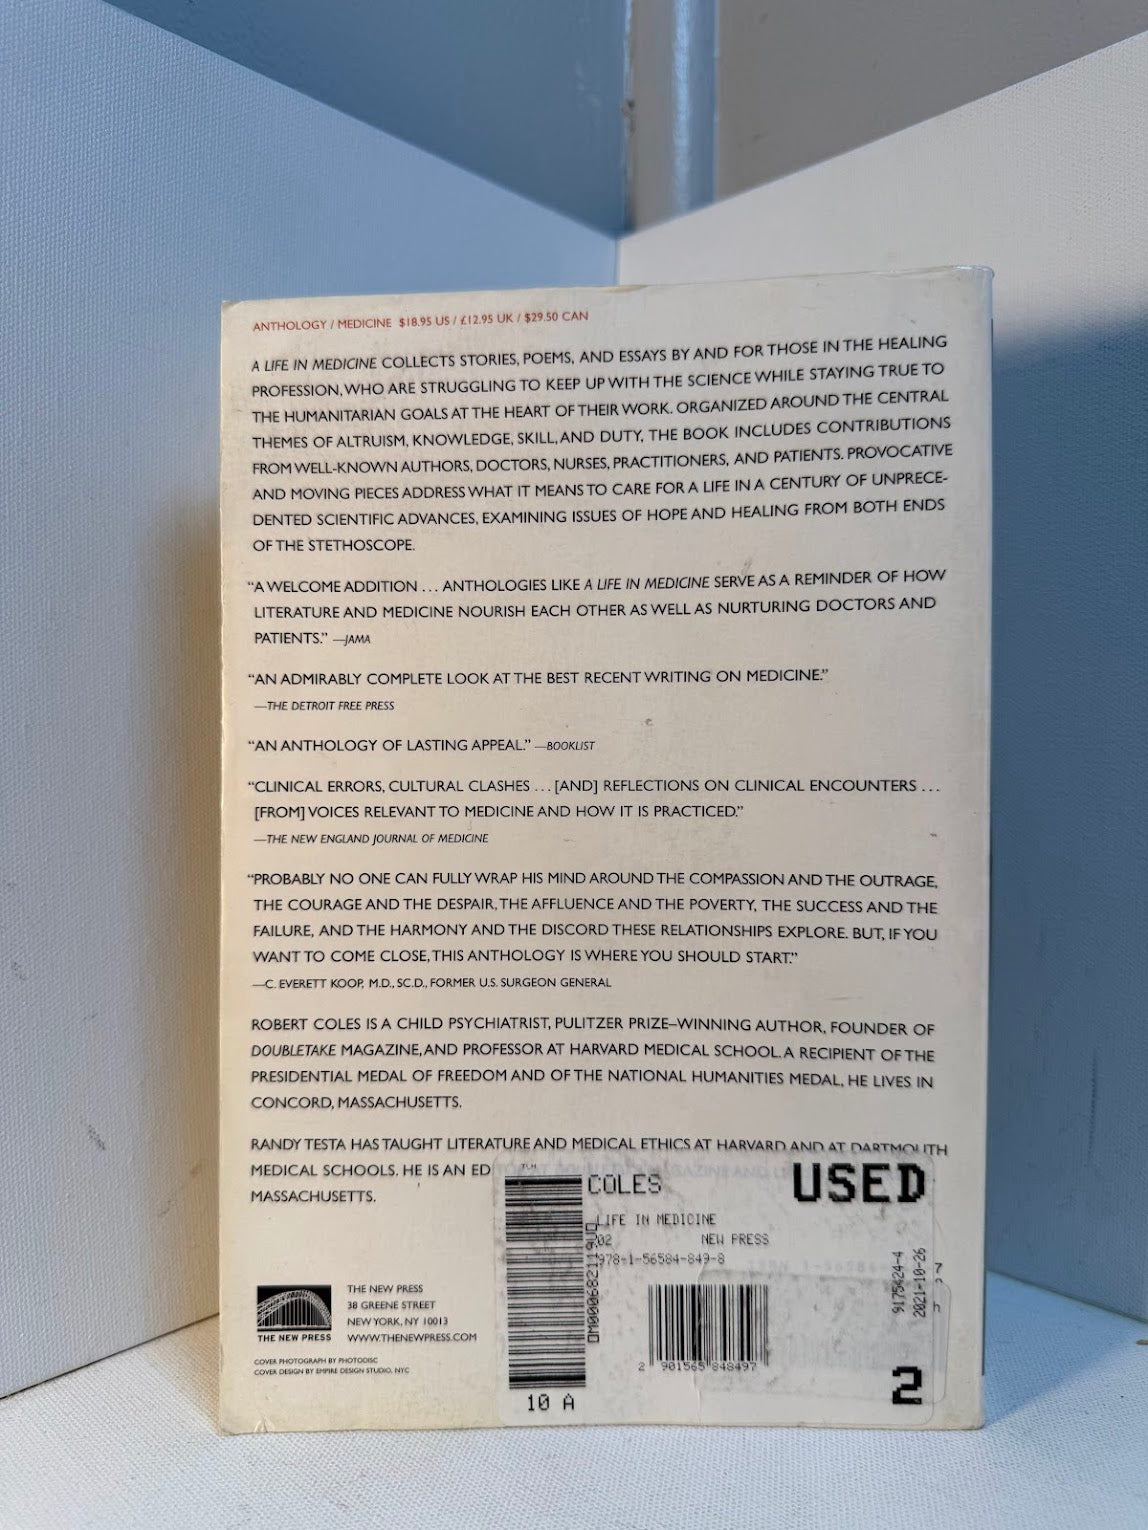 ANTHOLOGY / MEDICINE $18.95 US / £12.95 UK / $29.50 CAN
A LIFE IN MEDICINE COLLECTS STORIES, POEMS, AND ESSAYS BY AND FOR THOSE IN THE HEALING
PROFESSION, WHO ARE STRUGGLING TO KEEP UP WITH THE SCIENCE WHILE STAYING TRUE TO
THE HUMANITARIAN GOALS AT THE HEART OF THEIR WORK. ORGANIZED AROUND THE CENTRAL
THEMES OF ALTRUISM, KNOWLEDGE, SKILL, AND DUTY, THE BOOK INCLUDES CONTRIBUTIONS
FROM WELL-KNOWN AUTHORS, DOCTORS, NURSES, PRACTITIONERS, AND PATIENTS. PROVOCATIVE
AND MOVING PIECES ADDRESS WHAT IT MEANS TO CARE FOR A LIFE IN A CENTURY OF UNPRECE-
DENTED SCIENTIFIC ADVANCES, EXAMINING ISSUES OF HOPE AND HEALING FROM BOTH ENDS
OF THE STETHOSCOPE.
“A WELCOME ADDITION . . . ANTHOLOGIES LIKE A LIFE IN MEDICINE SERVE AS A REMINDER OF HOW
LITERATURE AND MEDICINE NOURISH EACH OTHER AS WELL AS NURTURING DOCTORS AND
PATIENTS.” —JAMA
“AN ADMIRABLY COMPLETE LOOK AT THE BEST RECENT WRITING ON MEDICINE.”
—THE DETROIT FREE PRESS
“AN ANTHOLOGY OF LASTING APPEAL.” —BOOKLIST
“CLINICAL ERRORS, CULTURAL CLASHES . . . [AND] REFLECTIONS ON CLINICAL ENCOUNTERS . . .
[FROM] VOICES RELEVANT TO MEDICINE AND HOW IT IS PRACTICED.”
—THE NEW ENGLAND JOURNAL OF MEDICINE
“PROBABLY NO ONE CAN FULLY WRAP HIS MIND AROUND THE COMPASSION AND THE OUTRAGE,
THE COURAGE AND THE DESPAIR, THE AFFLUENCE AND THE POVERTY, THE SUCCESS AND THE
FAILURE, AND THE HARMONY AND THE DISCORD THESE RELATIONSHIPS EXPLORE. BUT, IF YOU
WANT TO COME CLOSE, THIS ANTHOLOGY IS WHERE YOU SHOULD START.”
—C. EVERETT KOOP, M.D., SC.D., FORMER U.S. SURGEON GENERAL
ROBERT COLES IS A CHILD PSYCHIATRIST, PULITZER PRIZE–WINNING AUTHOR, FOUNDER OF
DOUBLETAKE MAGAZINE, AND PROFESSOR AT HARVARD MEDICAL SCHOOL. A RECIPIENT OF THE
PRESIDENTIAL MEDAL OF FREEDOM AND OF THE NATIONAL HUMANITIES MEDAL, HE LIVES IN
CONCORD, MASSACHUSETTS.
RANDY TESTA HAS TAUGHT LITERATURE AND MEDICAL ETHICS AT HARVARD AND AT DARTMOUTH
MEDICAL SCHOOLS. HE IS AN ED
MASSACHUSETTS.
COLES
USED
LIFE IN MEDICINE
02 NEW PRESS
978-1-56584-849-8
OM000682119UQ
9175424-4
2021-10-26
2 901565 848497
2
10 A
THE NEW PRESS
THE NEW PRESS
38 GREENE STREET
NEW YORK, NY 10013
WWW.THENEWPRESS.COM
COVER PHOTOGRAPH BY PHOTODISC
COVER DESIGN BY EMPIRE DESIGN STUDIO, NYC